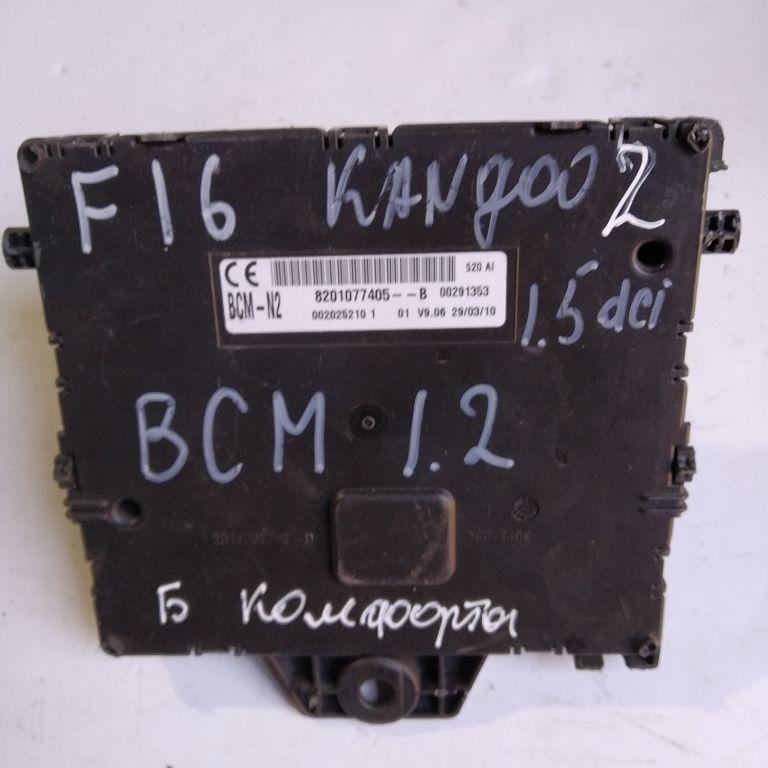 F16 KANgoo 2
CE 520 AI
BCM-N2 8201077405--B 00291353
002025210 1 01 V9.06 29/03/10
1.5 dci
BCM 1.2
Б комфорты